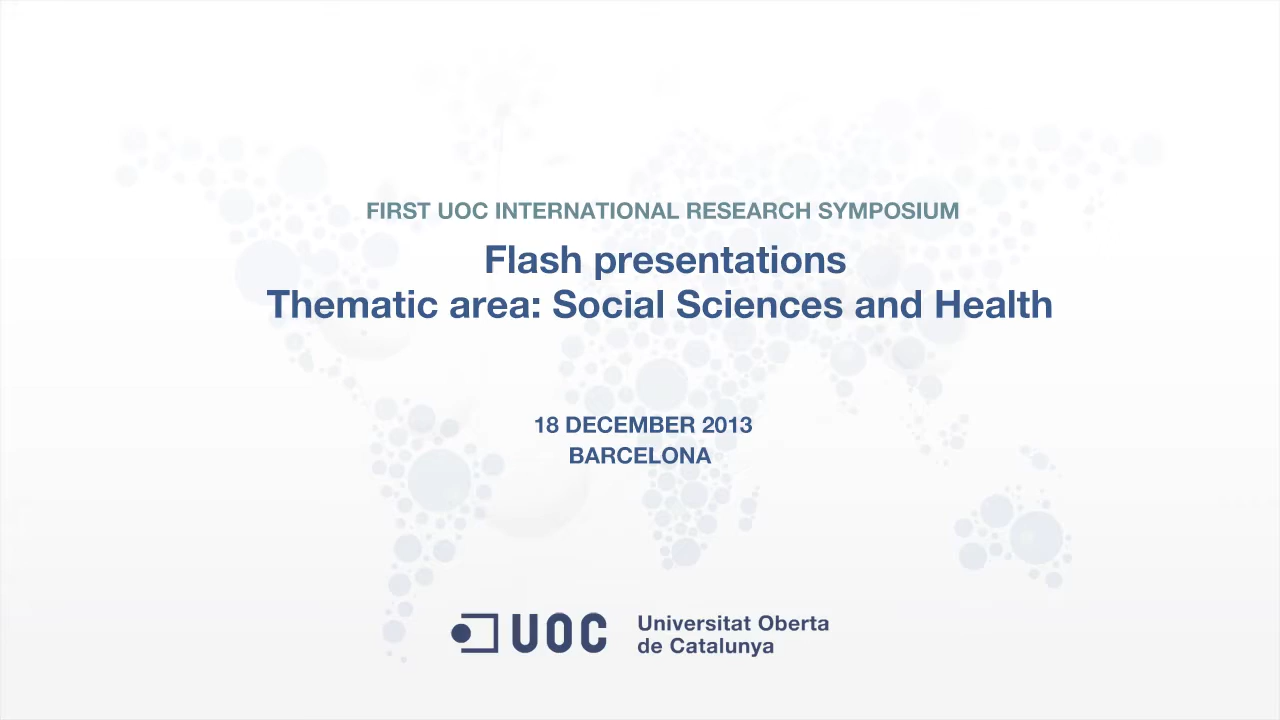 FIRST UOC INTERNATIONAL RESEARCH SYMPOSIUM
Flash presentations
Thematic area: Social Sciences and Health
18 DECEMBER 2013
BARCELONA
UOC
Universitat Oberta
de Catalunya